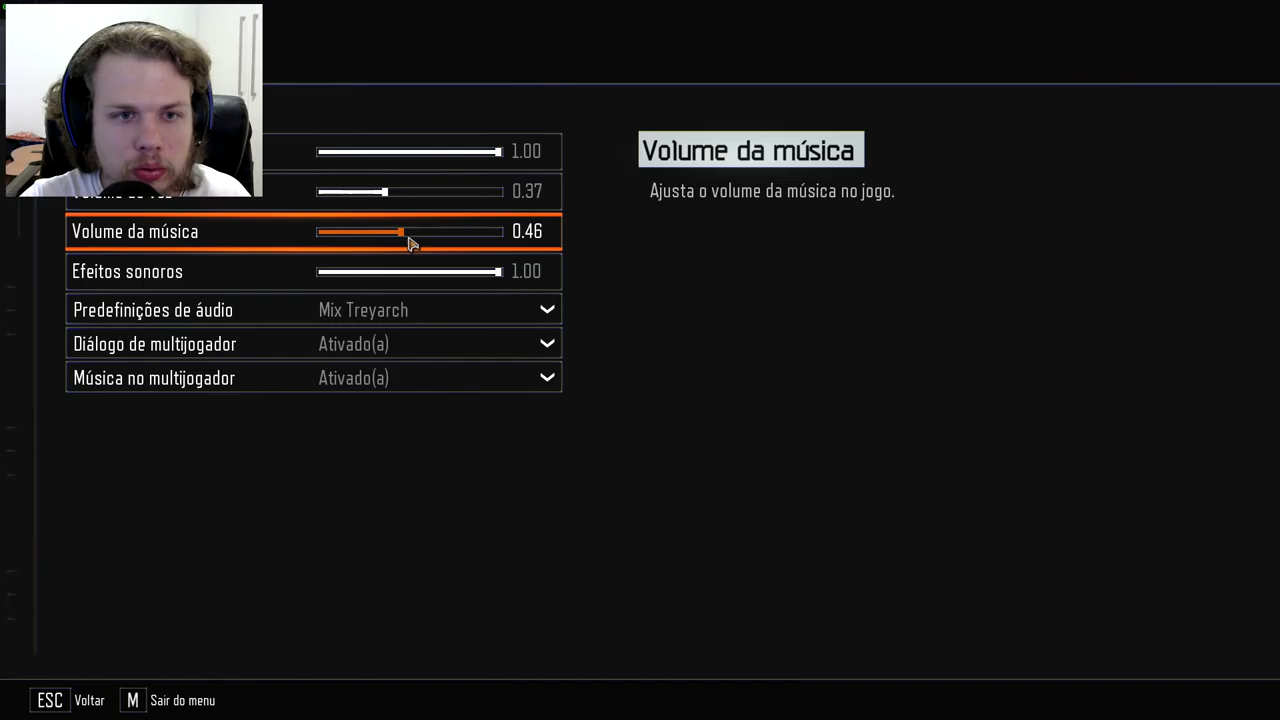 1.00
0.37
Volume da música 0.46
Efeitos sonoros 1.00
Predefinições de áudio Mix Treyarch
Diálogo de multijogador Ativado(a)
Música no multijogador Ativado(a)
Volume da música
Ajusta o volume da música no jogo.
ESC Voltar M Sair do menu